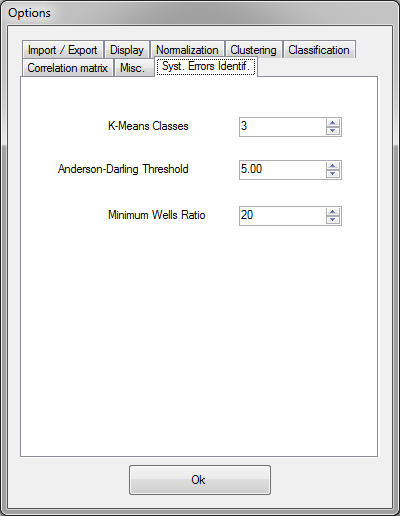 Options
Import / Export Display Normalization Clustering Classification
Correlation matrix Misc. Syst. Errors Identif.
K-Means Classes 3
Anderson-Darling Threshold 5.00
Minimum Wells Ratio 20
Ok